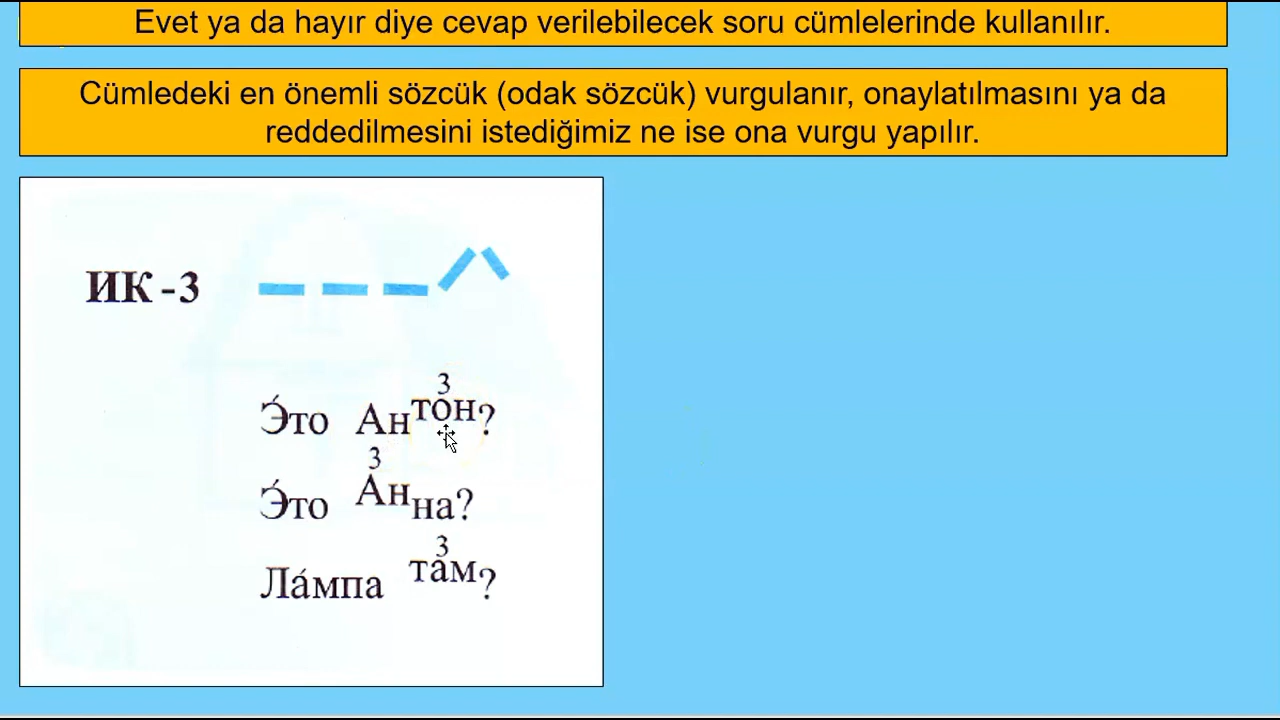 Evet ya da hayır diye cevap verilebilecek soru cümlelerinde kullanılır.
Cümledeki en önemli sözcük (odak sözcük) vurgulanır, onaylatılmasını ya da
reddedilmesini istediğimiz ne ise ona vurgu yapılır.
ИК-3
3
Э́то Антон?
3
Э́то Анна?
3
Ла́мпа там?